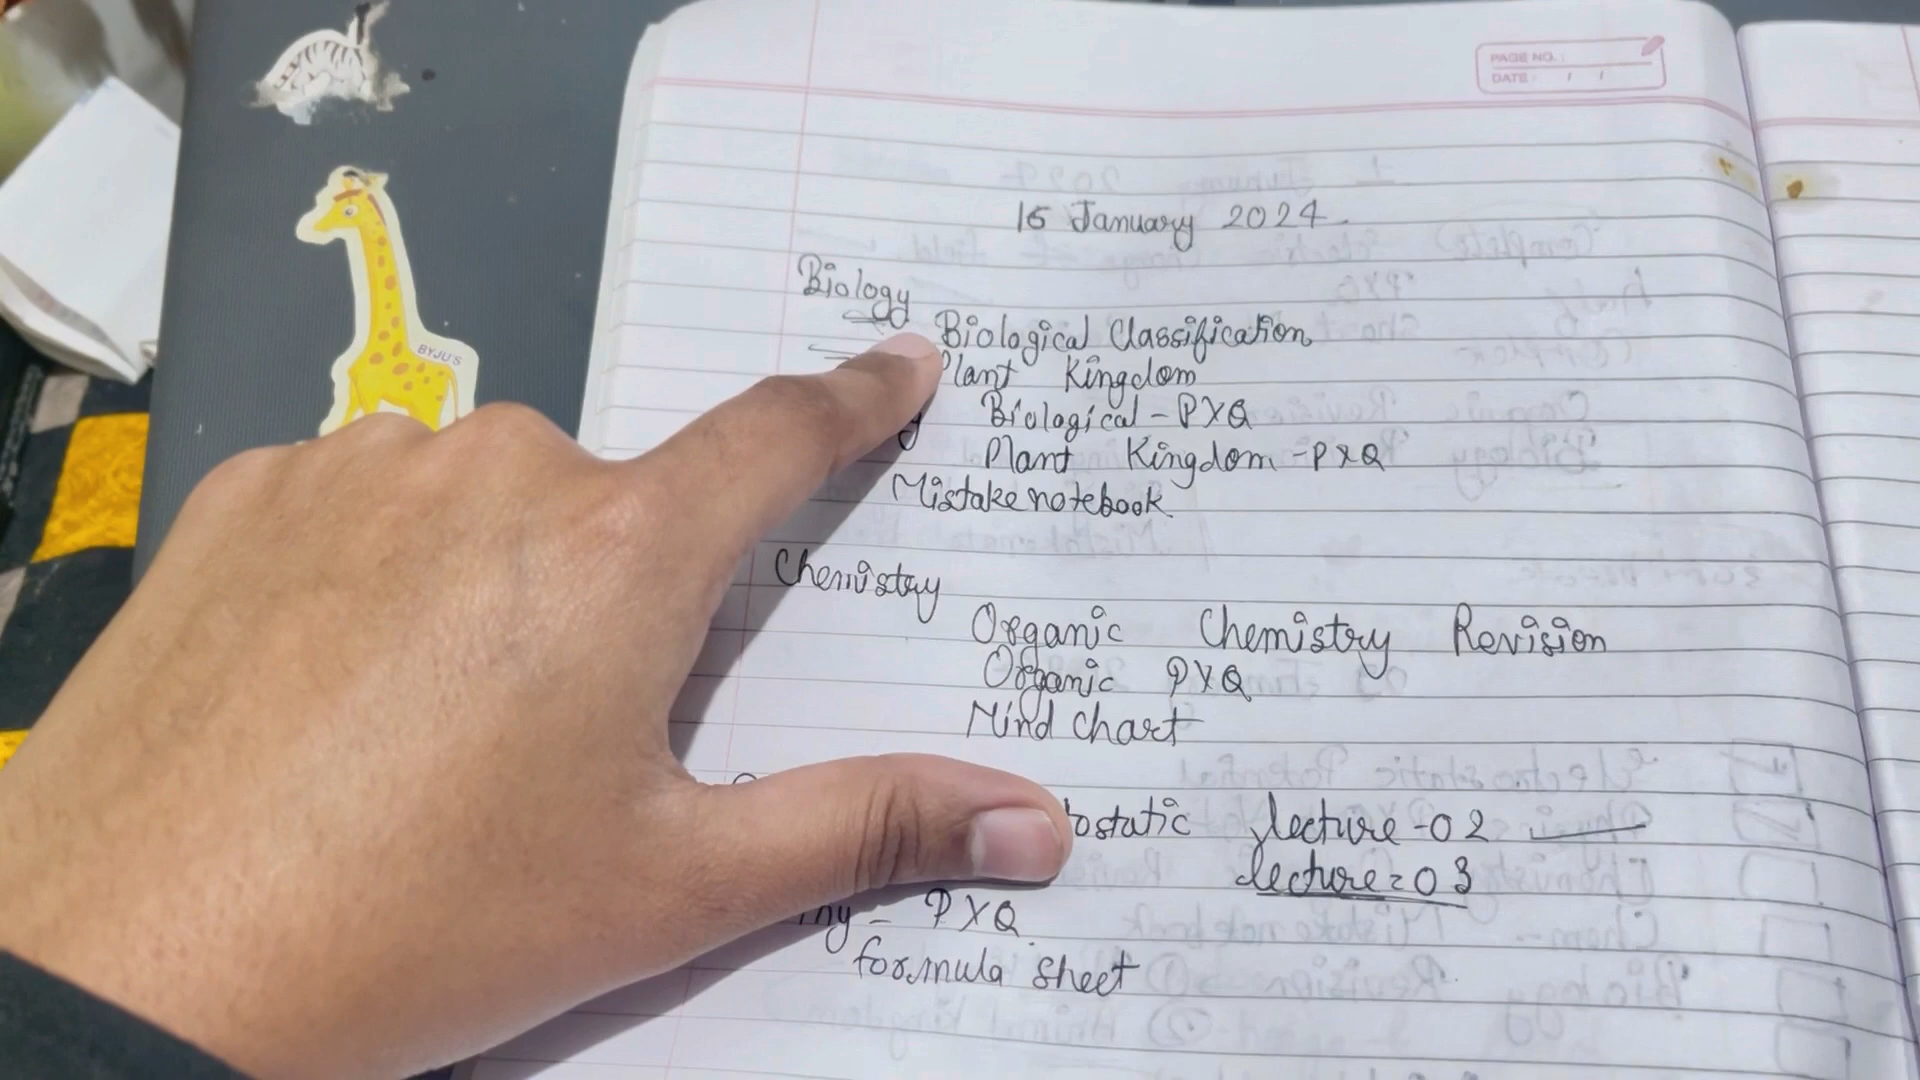 PAGE NO. :
DATE : / /
BYJU'S
15 January 2024
Biology
Biological Classification
Plant Kingdom
Biological - PYQ
Plant Kingdom - PYQ
Mistake notebook
Chemistry
Organic Chemistry Revision
Organic PYQ
Mind Chart
lecture - 02
lecture = 03
- PYQ
formula sheet